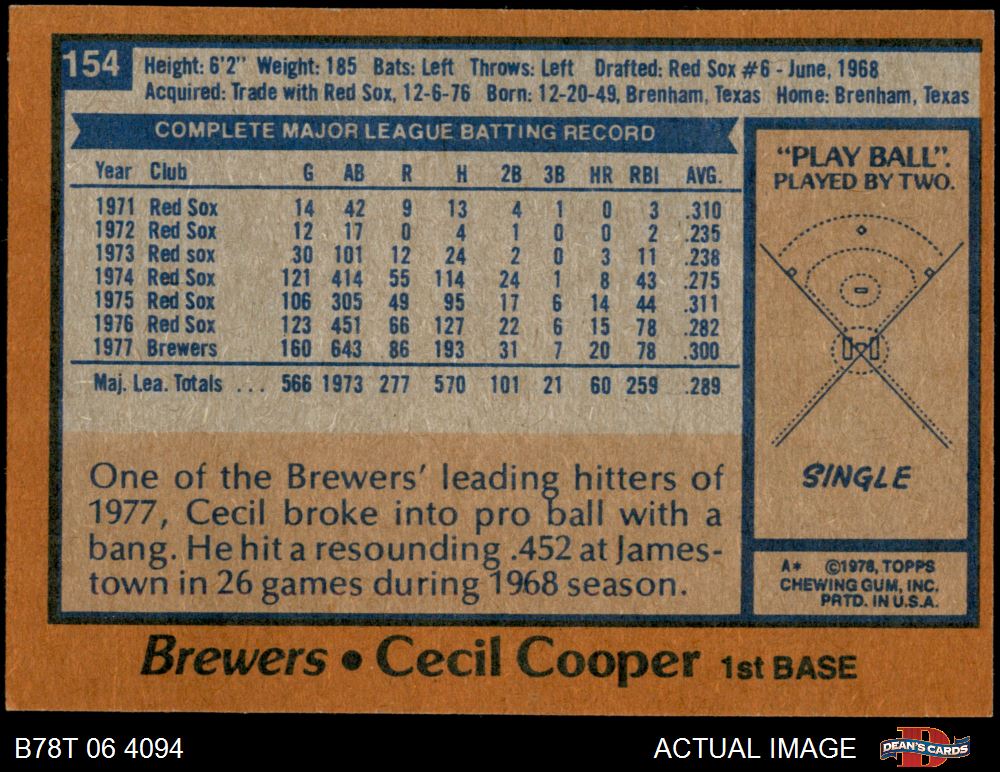 154
Height: 6'2" Weight: 185 Bats: Left Throws: Left Drafted: Red Sox #6 - June, 1968
Acquired: Trade with Red Sox, 12-6-76 Born: 12-20-49, Brenham, Texas Home: Brenham, Texas
COMPLETE MAJOR LEAGUE BATTING RECORD
Year Club G AB R H 2B 3B HR RBI AVG.
1971 Red Sox 14 42 9 13 4 1 0 3 .310
1972 Red Sox 12 17 0 4 1 0 0 2 .235
1973 Red sox 30 101 12 24 2 0 3 11 .238
1974 Red Sox 121 414 55 114 24 1 8 43 .275
1975 Red Sox 106 305 49 95 17 6 14 44 .311
1976 Red Sox 123 451 66 127 22 6 15 78 .282
1977 Brewers 160 643 86 193 31 7 20 78 .300
Maj. Lea. Totals ... 566 1973 277 570 101 21 60 259 .289
One of the Brewers' leading hitters of
1977, Cecil broke into pro ball with a
bang. He hit a resounding .452 at James-
town in 26 games during 1968 season.
"PLAY BALL".
PLAYED BY TWO.
SINGLE
A* ©1978, TOPPS
CHEWING GUM, INC.
PRTD. IN U.S.A.
Brewers • Cecil Cooper 1st BASE
B78T 06 4094
ACTUAL IMAGE
D
DEAN'S CARDS